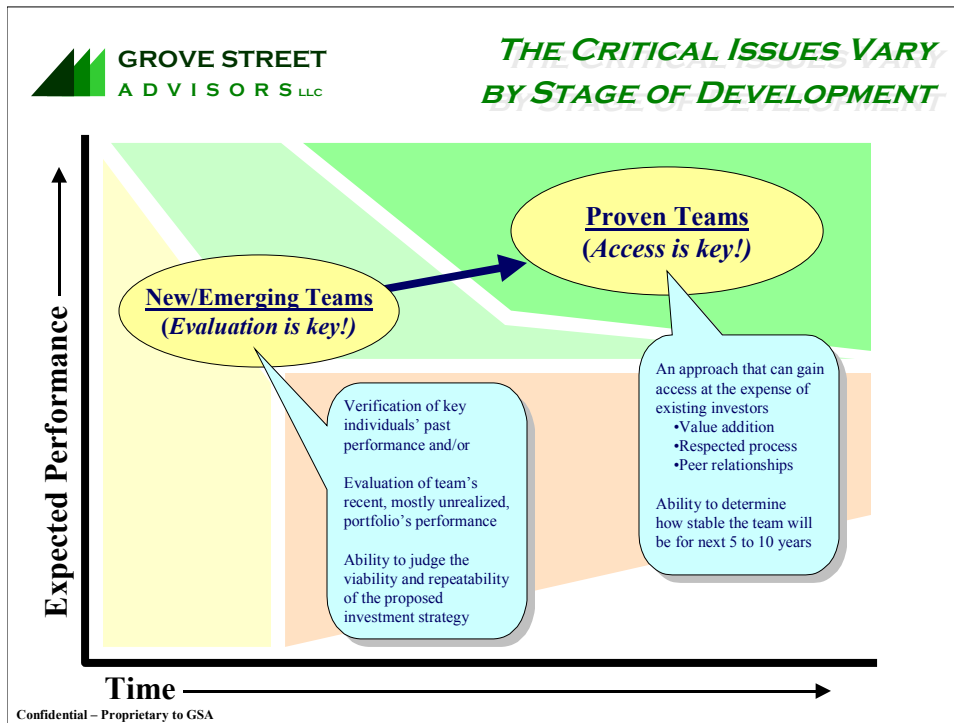 GROVE STREET
ADVISORS LLC
THE CRITICAL ISSUES VARY
BY STAGE OF DEVELOPMENT
Expected Performance
Proven Teams
(Access is key!)
New/Emerging Teams
(Evaluation is key!)
An approach that can gain
access at the expense of
existing investors
•Value addition
•Respected process
•Peer relationships
Ability to determine
how stable the team will
be for next 5 to 10 years
Verification of key
individuals’ past
performance and/or
Evaluation of team’s
recent, mostly unrealized,
portfolio’s performance
Ability to judge the
viability and repeatability
of the proposed
investment strategy
Time
Confidential – Proprietary to GSA